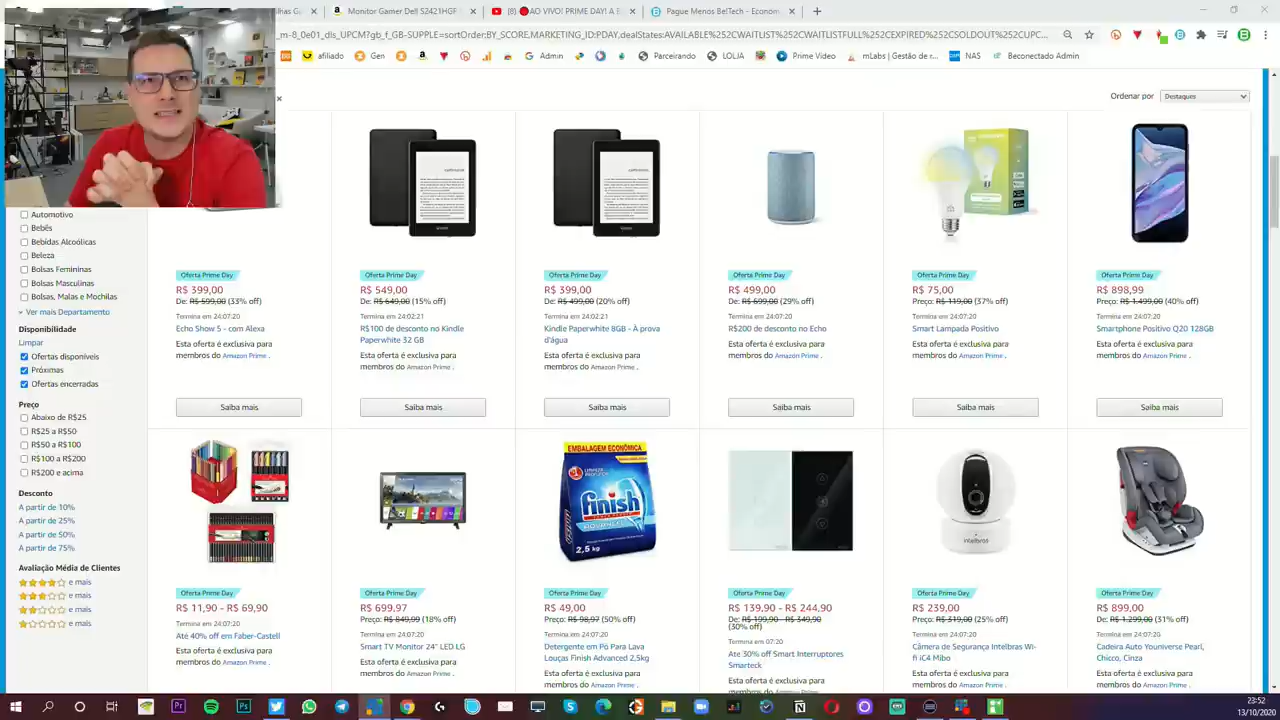 Monitor Gamer Dell S2421HGF
AO VIVO! PRIME DAY! A B
Pague Menos BeTech - Econom
_m-8_0e01_dls_UPCM?gb_f_GB-SUPPLE=sortOrder:BY_SCORE,MARKETING_ID:PDAY,dealStates:AVAILABLE%252CWAITLIST%252CWAITLISTFULL%252CEXPIRED%252CSOLDOUT%252CUPC...
afiliado
Gen
Admin
Parceirando
LOLJA
Prime Video
mLabs | Gestão de r...
NAS
Beconectado Admin
Ordenar por
Destaques
Automotivo
Bebês
Bebidas Alcoólicas
Beleza
Bolsas Femininas
Bolsas Masculinas
Bolsas, Malas e Mochilas
Ver mais Departamento
Disponibilidade
Limpar
Ofertas disponíveis
Próximas
Ofertas encerradas
Preço
Abaixo de R$25
R$25 a R$50
R$50 a R$100
R$100 a R$200
R$200 e acima
Desconto
A partir de 10%
A partir de 25%
A partir de 50%
A partir de 75%
Avaliação Média de Clientes
e mais
e mais
e mais
e mais
Oferta Prime Day
R$ 399,00
De: R$ 599,00 (33% off)
Termina em 24:07:20
Echo Show 5 - com Alexa
Esta oferta é exclusiva para
membros do Amazon Prime .
Saiba mais
Oferta Prime Day
R$ 549,00
De: R$ 649,00 (15% off)
Termina em 24:02:21
R$100 de desconto no Kindle
Paperwhite 32 GB
Esta oferta é exclusiva para
membros do Amazon Prime .
Saiba mais
Oferta Prime Day
R$ 399,00
De: R$ 499,00 (20% off)
Termina em 24:02:21
Kindle Paperwhite 8GB - À prova
d'água
Esta oferta é exclusiva para
membros do Amazon Prime .
Saiba mais
Oferta Prime Day
R$ 499,00
De: R$ 699,00 (29% off)
Termina em 24:07:20
R$200 de desconto no Echo
Esta oferta é exclusiva para
membros do Amazon Prime .
Saiba mais
Oferta Prime Day
R$ 75,00
Preço: R$ 119,00 (37% off)
Termina em 24:07:20
Smart Lampada Positivo
Esta oferta é exclusiva para
membros do Amazon Prime .
Saiba mais
Oferta Prime Day
R$ 898,99
Preço: R$ 1.499,00 (40% off)
Termina em 24:07:20
Smartphone Positivo Q20 128GB
Esta oferta é exclusiva para
membros do Amazon Prime .
Saiba mais
Oferta Prime Day
R$ 11,90 - R$ 69,90
Termina em 24:07:20
Até 40% off em Faber-Castell
Esta oferta é exclusiva para
membros do Amazon Prime .
Oferta Prime Day
R$ 699,97
Preço: R$ 849,99 (18% off)
Termina em 24:07:20
Smart TV Monitor 24" LED LG
Esta oferta é exclusiva para
membros do Amazon Prime .
EMBALAGEM ECONÔMICA
finish
ADVANCED
2,5 kg
Oferta Prime Day
R$ 49,00
Preço: R$ 98,97 (50% off)
Termina em 24:07:20
Detergente em Pó Para Lava
Louças Finish Advanced 2,5kg
Esta oferta é exclusiva para
membros do Amazon Prime .
Oferta Prime Day
R$ 139,90 - R$ 244,90
De: R$ 199,90 - R$ 349,90
(30% off)
Termina em 07:20
Até 30% off Smart Interruptores
Smarteck
Esta oferta é exclusiva para
membros do Amazon Prime .
intelbras
Oferta Prime Day
R$ 239,00
Preço: R$ 319,00 (25% off)
Termina em 24:07:20
Câmera de Segurança Intelbras Wi-
fi iC4 Mibo
Esta oferta é exclusiva para
membros do Amazon Prime .
Oferta Prime Day
R$ 899,00
De: R$ 1.299,00 (31% off)
Termina em 24:07:20
Cadeira Auto Youniverse Pearl,
Chicco, Cinza
Esta oferta é exclusiva para
membros do Amazon Prime .
23:52
13/10/2020